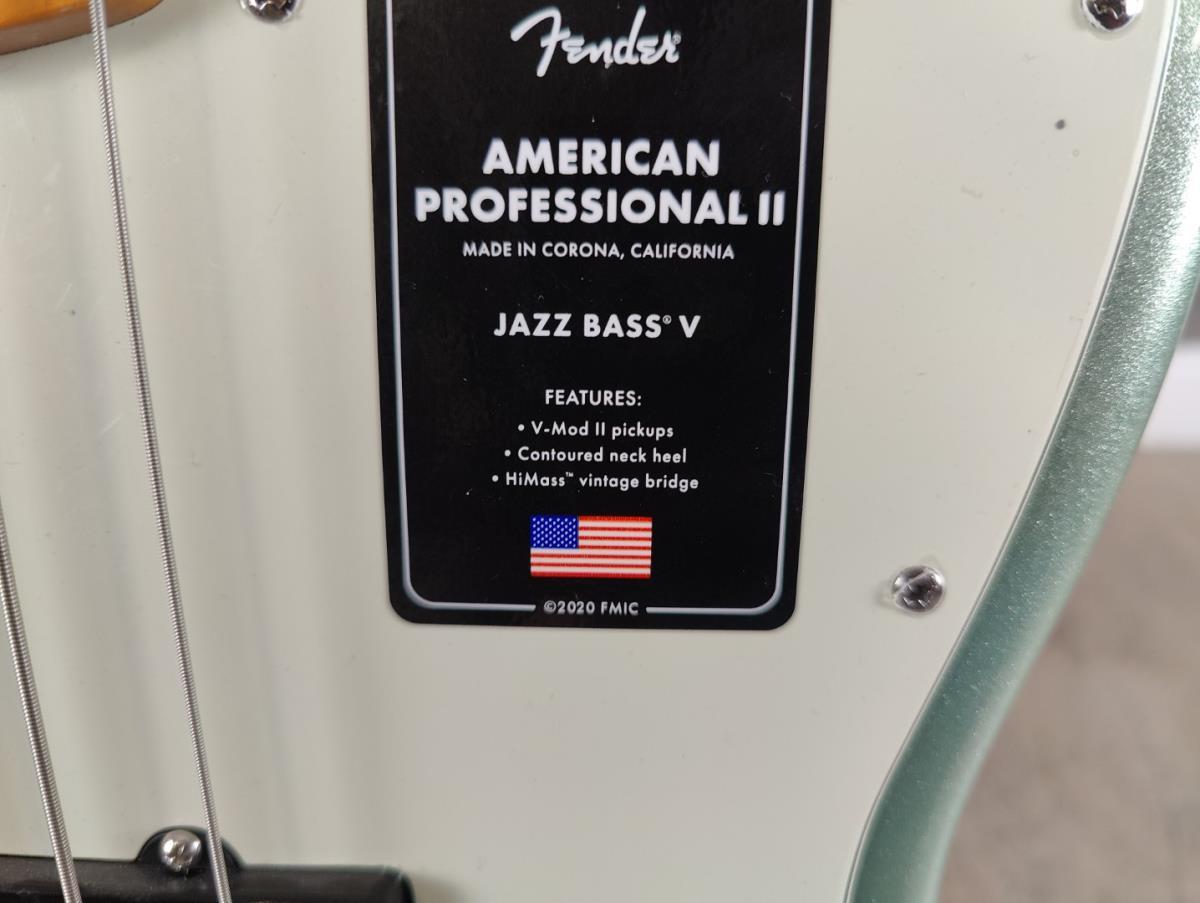 Fender®
AMERICAN
PROFESSIONAL II
MADE IN CORONA, CALIFORNIA
JAZZ BASS® V
FEATURES:
• V-Mod II pickups
• Contoured neck heel
• HiMass™ vintage bridge
©2020 FMIC